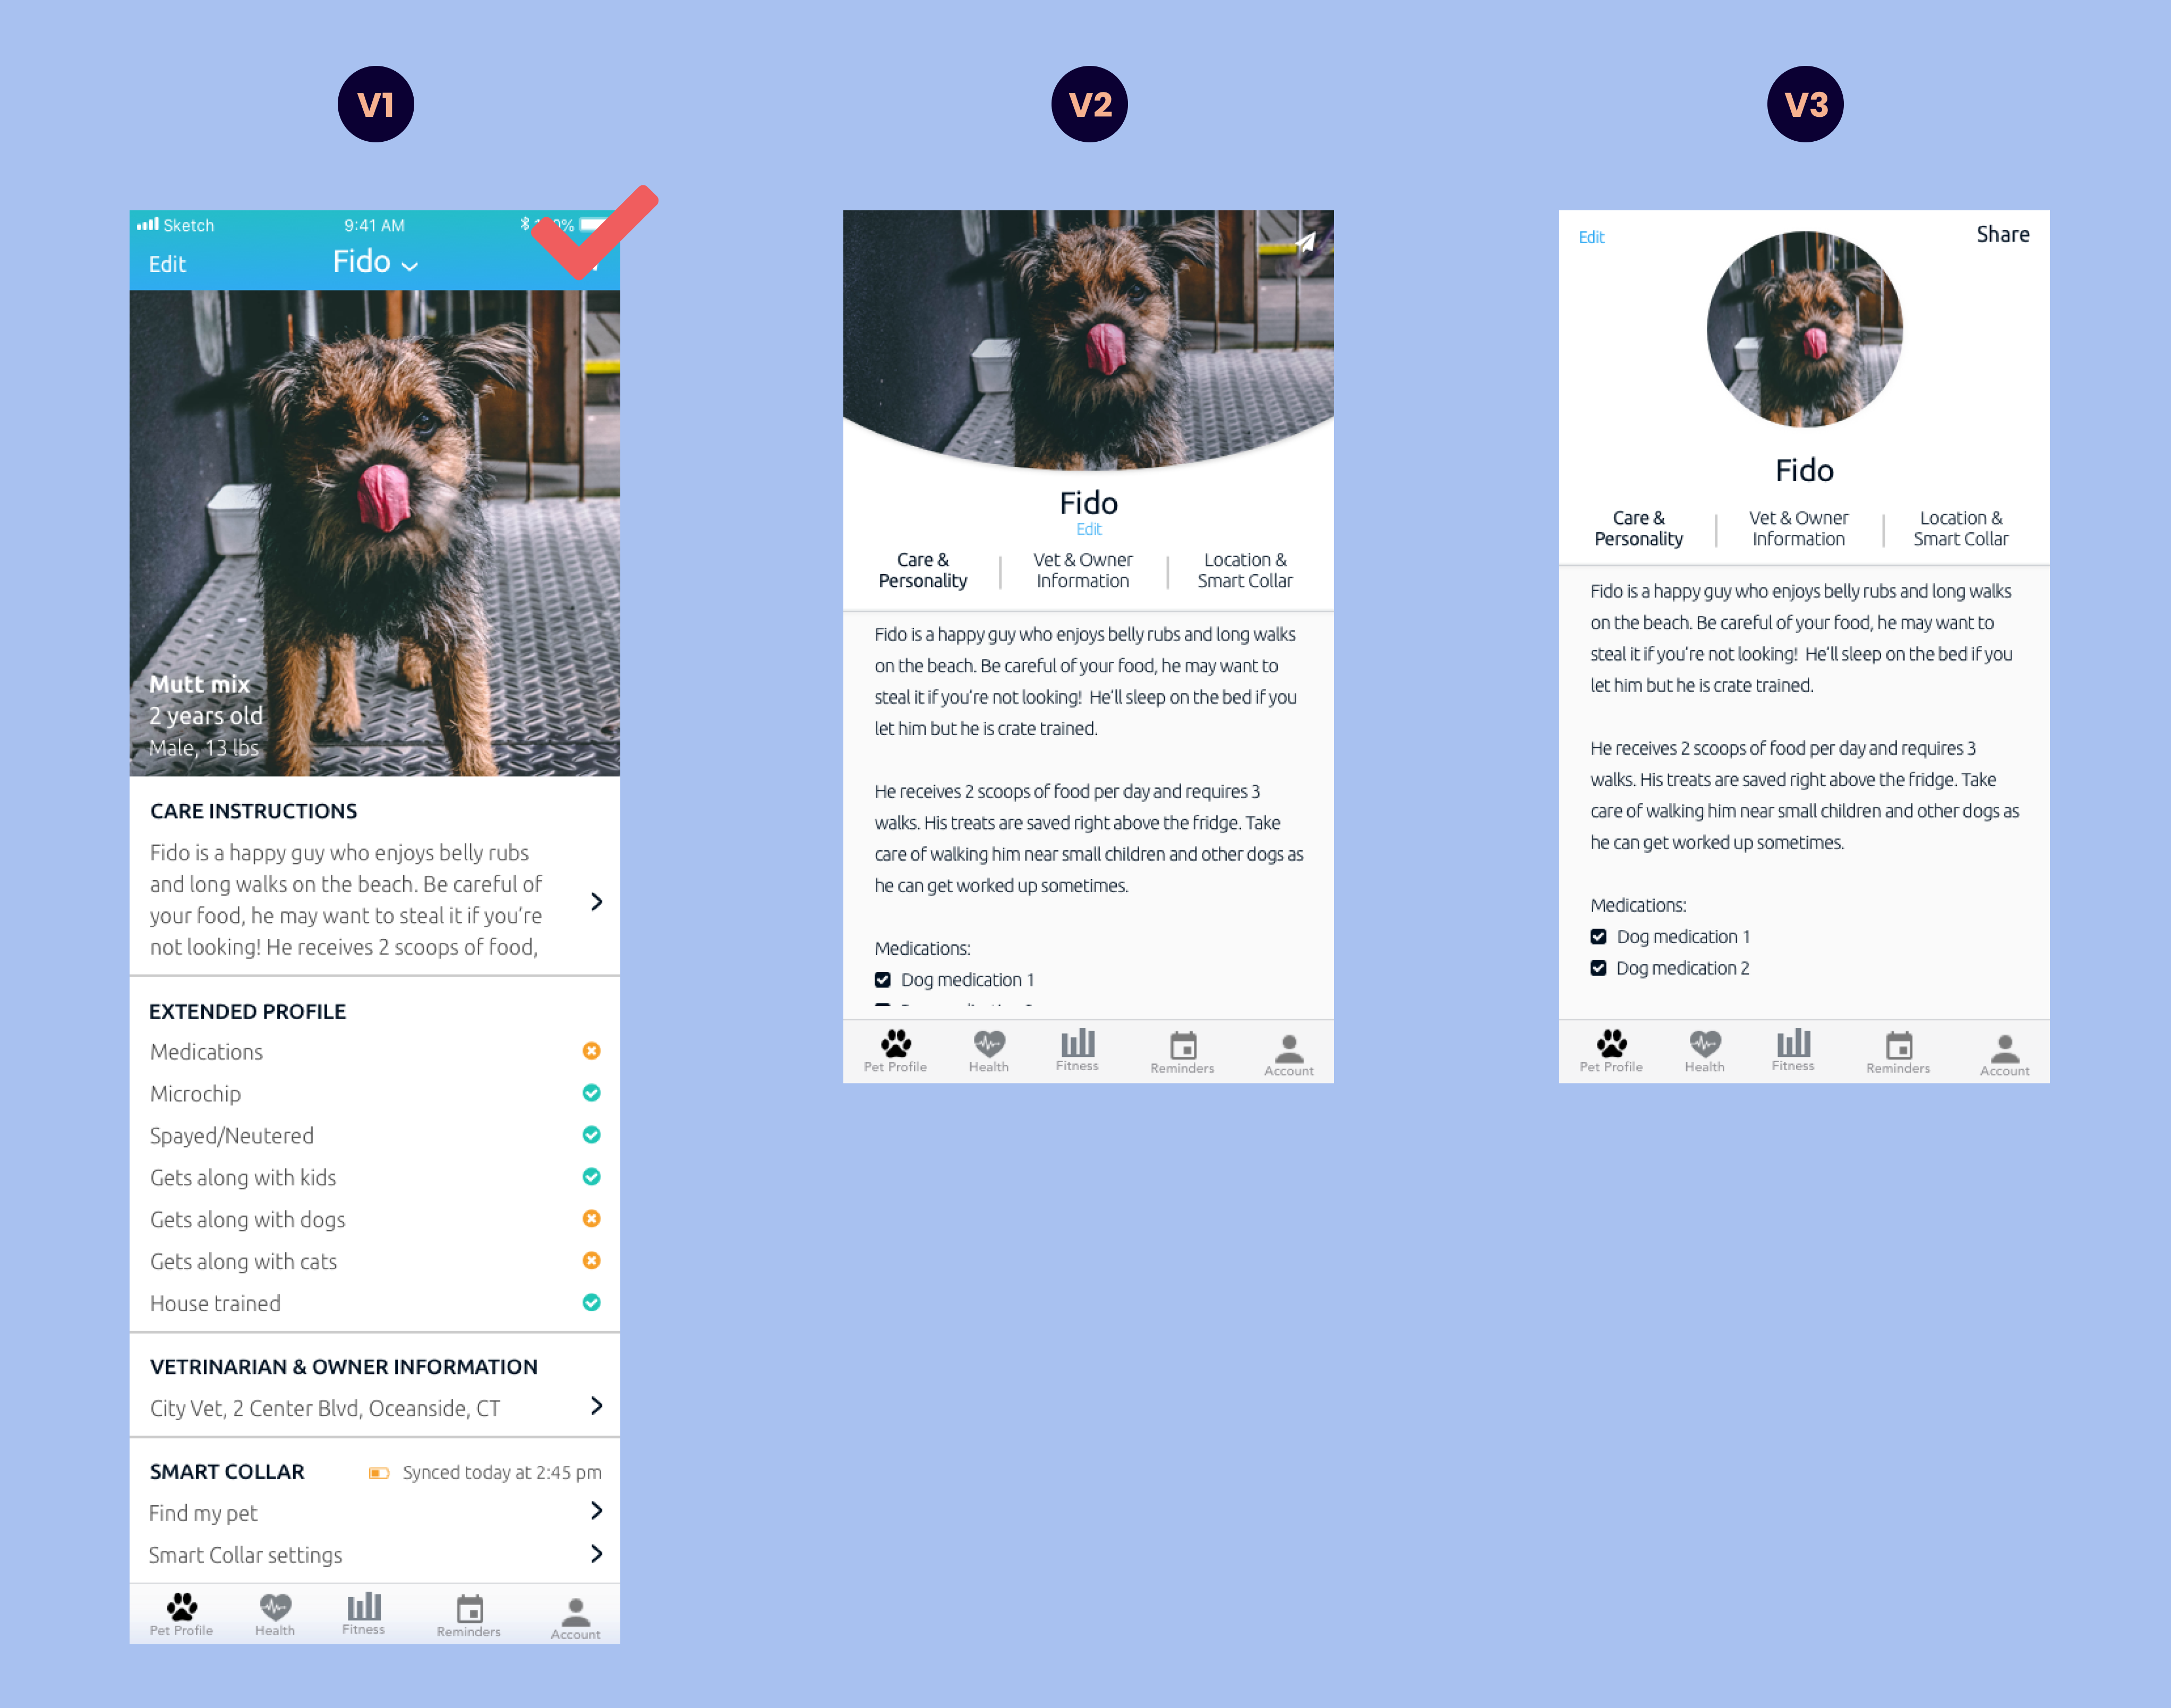 V1
Sketch 9:41 AM %
Edit Fido
Mutt mix
2 years old
Male, 13 lbs
CARE INSTRUCTIONS
Fido is a happy guy who enjoys belly rubs
and long walks on the beach. Be careful of
your food, he may want to steal it if you're
not looking! He receives 2 scoops of food,
EXTENDED PROFILE
Medications
Microchip
Spayed/Neutered
Gets along with kids
Gets along with dogs
Gets along with cats
House trained
VETRINARIAN & OWNER INFORMATION
City Vet, 2 Center Blvd, Oceanside, CT
SMART COLLAR Synced today at 2:45 pm
Find my pet
Smart Collar settings
Pet Profile Health Fitness Reminders Account
V2
Fido
Edit
Care &
Personality
Vet & Owner
Information
Location &
Smart Collar
Fido is a happy guy who enjoys belly rubs and long walks
on the beach. Be careful of your food, he may want to
steal it if you're not looking!  He'll sleep on the bed if you
let him but he is crate trained.
He receives 2 scoops of food per day and requires 3
walks. His treats are saved right above the fridge. Take
care of walking him near small children and other dogs as
he can get worked up sometimes.
Medications:
Dog medication 1
Pet Profile Health Fitness Reminders Account
V3
Edit Share
Fido
Care &
Personality
Vet & Owner
Information
Location &
Smart Collar
Fido is a happy guy who enjoys belly rubs and long walks
on the beach. Be careful of your food, he may want to
steal it if you're not looking!  He'll sleep on the bed if you
let him but he is crate trained.
He receives 2 scoops of food per day and requires 3
walks. His treats are saved right above the fridge. Take
care of walking him near small children and other dogs as
he can get worked up sometimes.
Medications:
Dog medication 1
Dog medication 2
Pet Profile Health Fitness Reminders Account